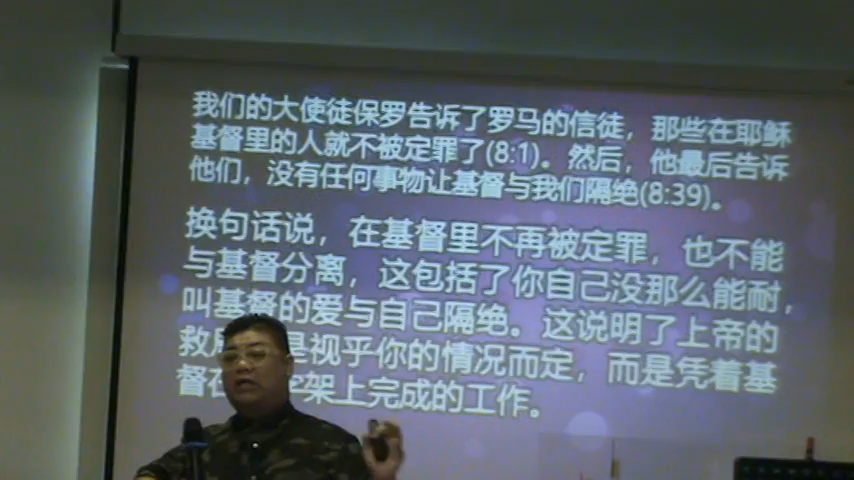 我们的大使徒保罗告诉了罗马的信徒，那些在耶稣
基督里的人就不被定罪了(8:1)。然后，他最后告诉
他们，没有任何事物让基督与我们隔绝(8:39)。
换句话说，在基督里不再被定罪，也不能
与基督分离，这包括了你自己没那么能耐，
叫基督的爱与自己隔绝。这说明了上帝的
救是视乎你的情况而定，而是凭着基
督在字架上完成的工作。